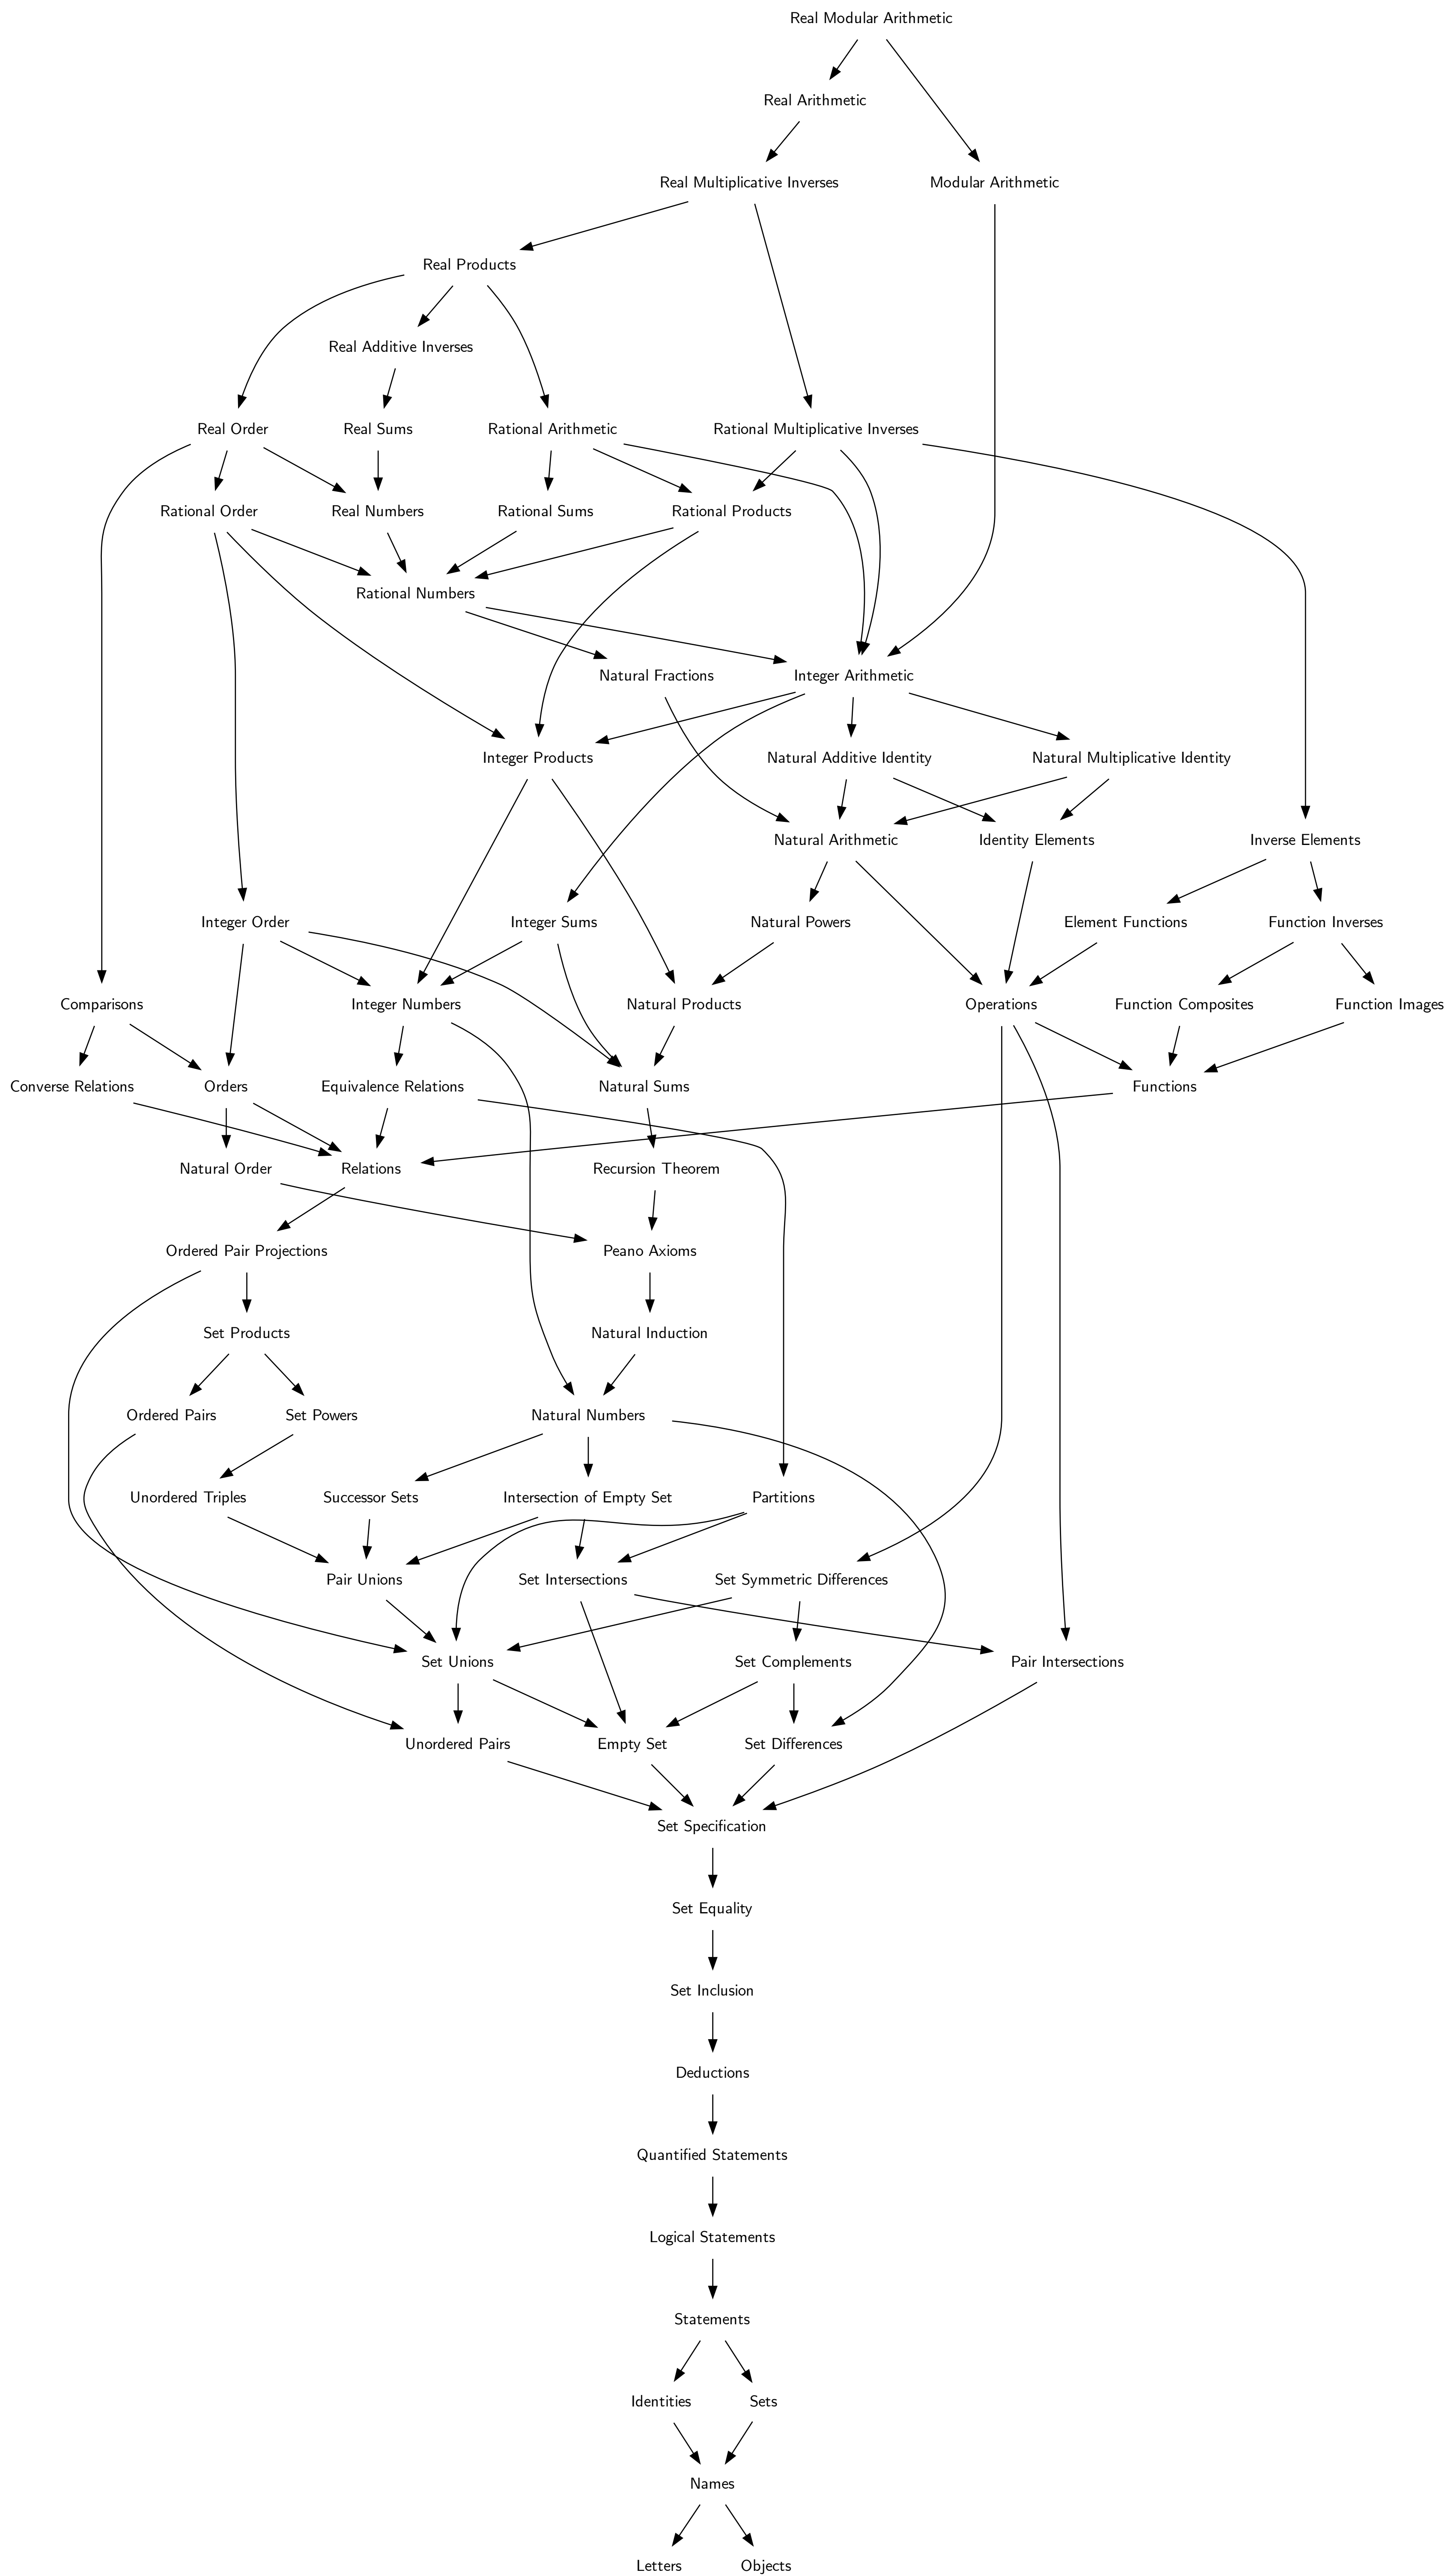 Real Modular Arithmetic
Real Arithmetic
Real Multiplicative Inverses
Modular Arithmetic
Real Products
Real Additive Inverses
Real Order
Real Sums
Rational Arithmetic
Rational Multiplicative Inverses
Rational Order
Real Numbers
Rational Sums
Rational Products
Rational Numbers
Natural Fractions
Integer Arithmetic
Integer Products
Natural Additive Identity
Natural Multiplicative Identity
Natural Arithmetic
Identity Elements
Inverse Elements
Integer Order
Integer Sums
Natural Powers
Element Functions
Function Inverses
Comparisons
Integer Numbers
Natural Products
Operations
Function Composites
Function Images
Converse Relations
Orders
Equivalence Relations
Natural Sums
Functions
Natural Order
Relations
Recursion Theorem
Ordered Pair Projections
Peano Axioms
Set Products
Natural Induction
Ordered Pairs
Set Powers
Natural Numbers
Unordered Triples
Successor Sets
Intersection of Empty Set
Partitions
Pair Unions
Set Intersections
Set Symmetric Differences
Set Unions
Set Complements
Pair Intersections
Unordered Pairs
Empty Set
Set Differences
Set Specification
Set Equality
Set Inclusion
Deductions
Quantified Statements
Logical Statements
Statements
Identities
Sets
Names
Letters
Objects